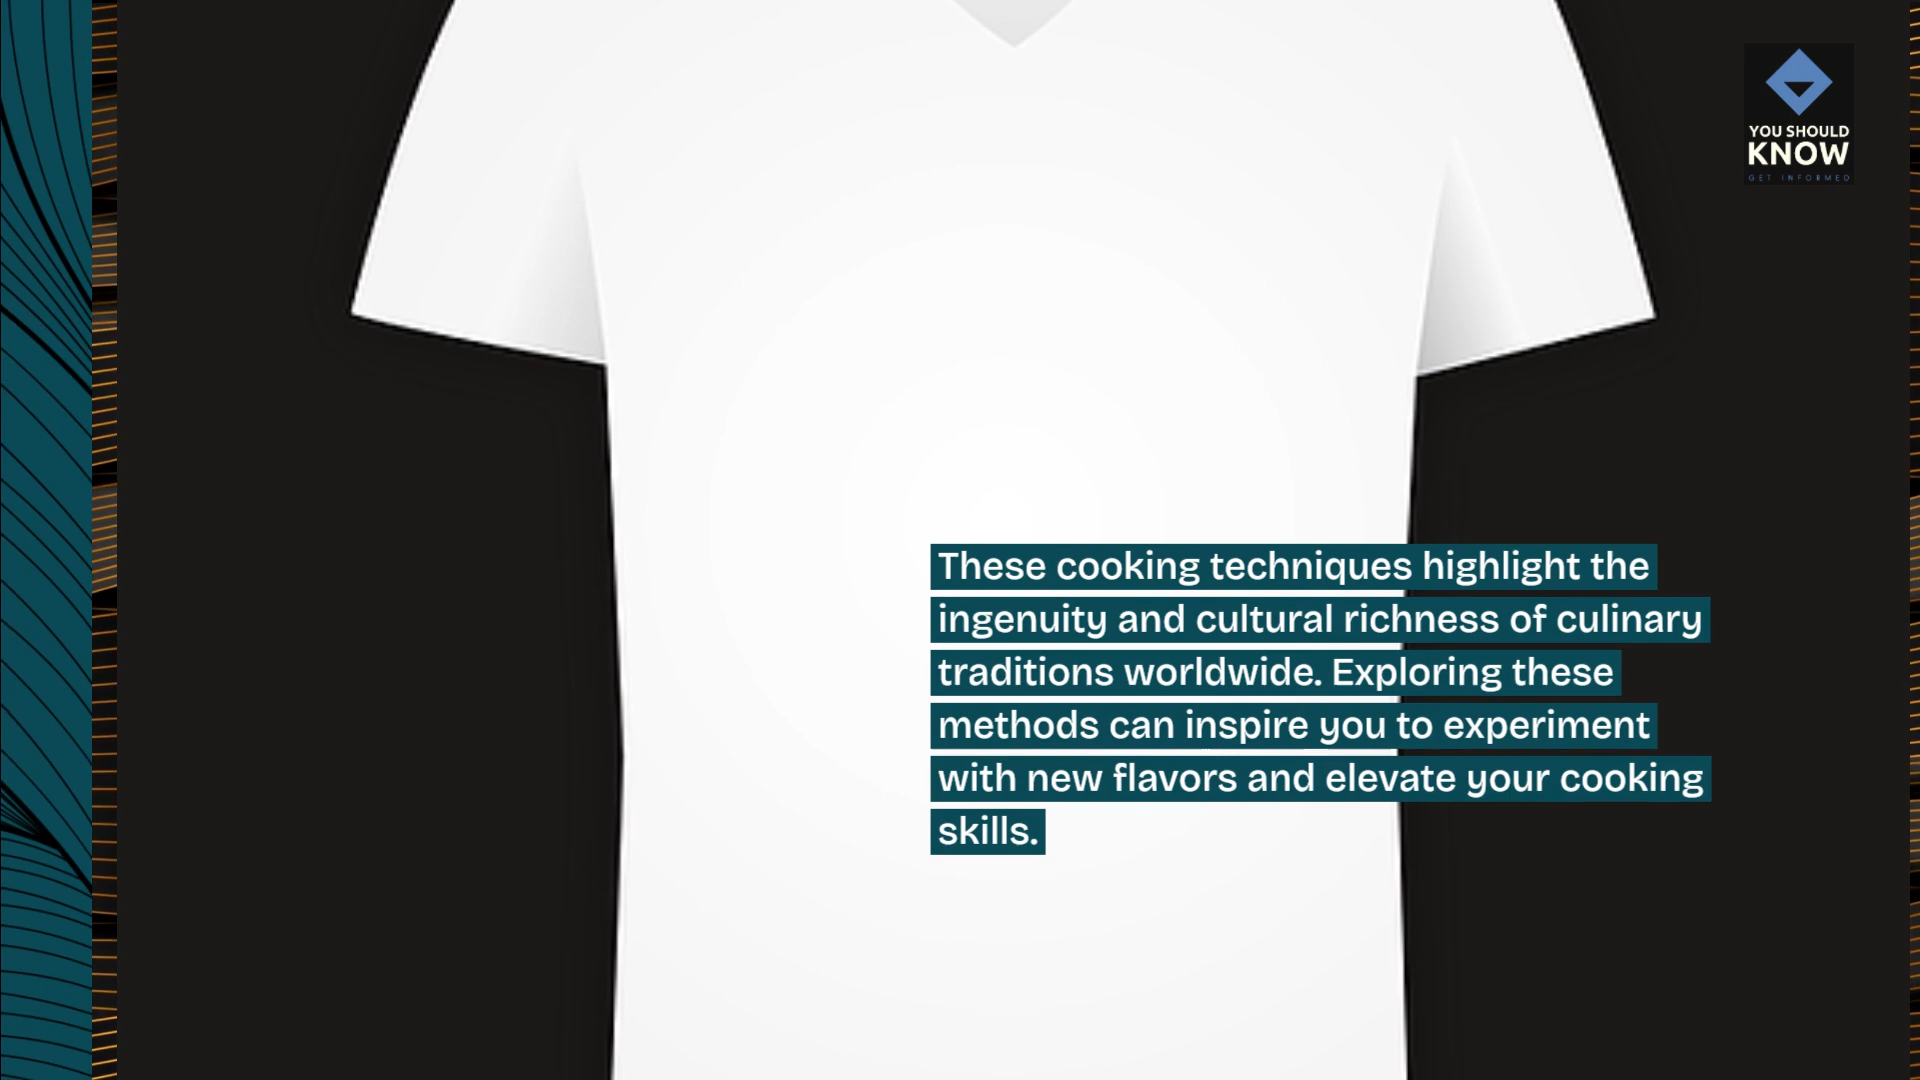 YOU SHOULD
KNOW
GET INFORMED
These cooking techniques highlight the
ingenuity and cultural richness of culinary
traditions worldwide. Exploring these
methods can inspire you to experiment
with new flavors and elevate your cooking
skills.